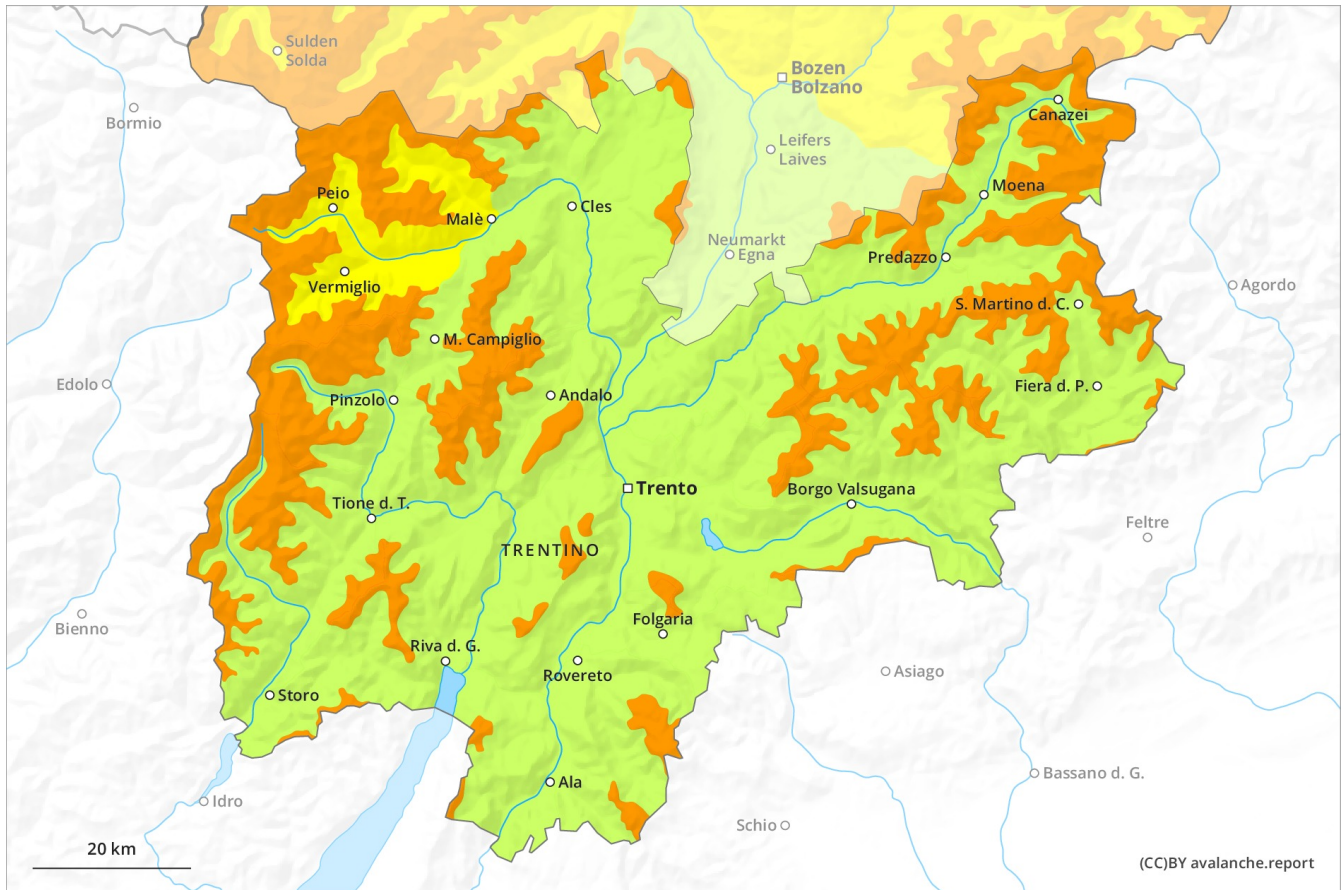 Sulden
Solda
Bozen
Bolzano
Bormio
Canazei
Leifers
Laives
Peio
Moena
Malè
Cles
Neumarkt
Egna
Predazzo
Vermiglio
Agordo
S. Martino d. C.
M. Campiglio
Edolo
Pinzolo
Andalo
Fiera d. P.
Trento
Borgo Valsugana
Tione d. T.
Feltre
TRENTINO
Bienno
Folgaria
Riva d. G.
Rovereto
Asiago
Storo
Ala
Bassano d. G.
Idro
Schio
20 km
(CC)BY avalanche.report